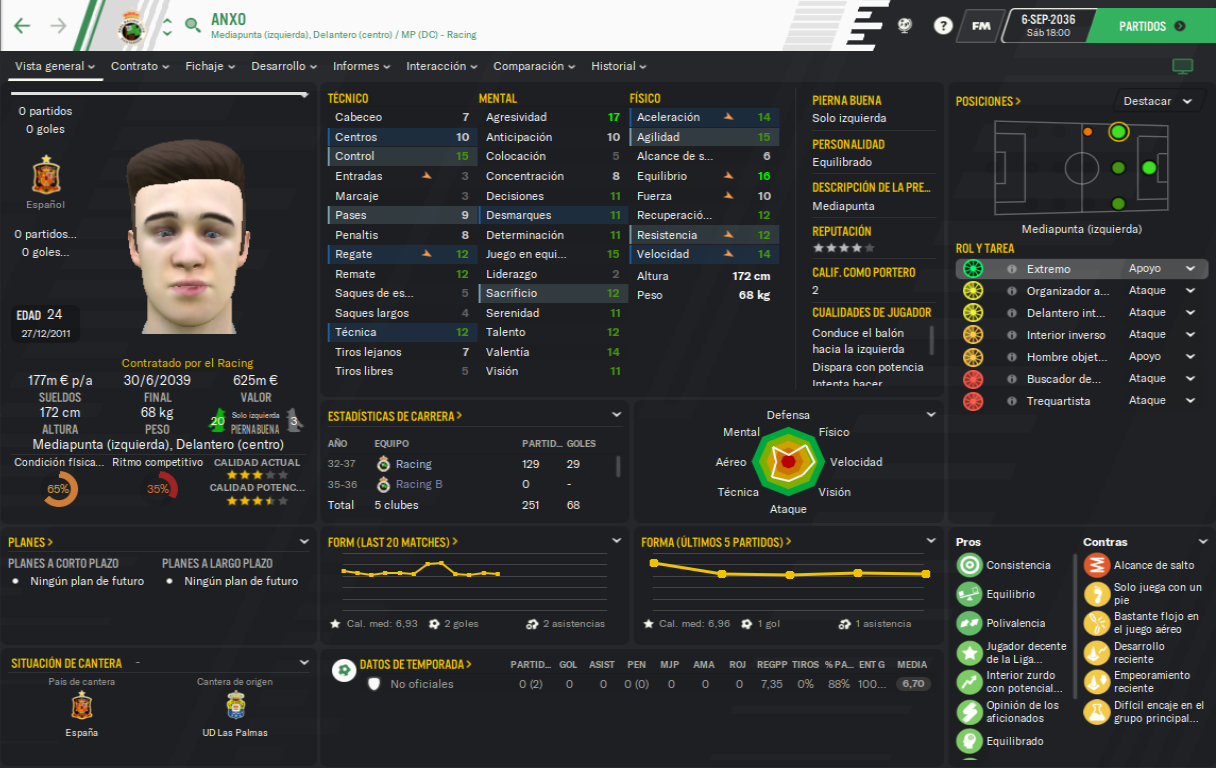 ANXO
Mediapunta (izquierda), Delantero (centro) / MP (DC) - Racing
?
FM
6-SEP-2036
Sáb 18:00
PARTIDOS
Vista general
Contrato
Fichaje
Desarrollo
Informes
Interacción
Comparación
Historial
0 partidos
0 goles
Español
0 partidos...
0 goles...
EDAD 24
27/12/2011
Contratado por el Racing
177m € p/a
30/6/2039
625m €
SUELDOS
FINAL
VALOR
172 cm
68 kg
20
Solo izquierda
3
ALTURA
PESO
PIERNA BUENA
Mediapunta (izquierda), Delantero (centro)
Condición física...
Ritmo competitivo
CALIDAD ACTUAL
65%
35%
CALIDAD POTENC...
TÉCNICO
Cabeceo 7
Centros 10
Control 15
Entradas 3
Marcaje 3
Pases 9
Penaltis 8
Regate 12
Remate 12
Saques de es... 5
Saques largos 4
Técnica 12
Tiros lejanos 7
Tiros libres 5
MENTAL
Agresividad 17
Anticipación 10
Colocación 5
Concentración 8
Decisiones 11
Desmarques 11
Determinación 11
Juego en equi... 15
Liderazgo 2
Sacrificio 12
Serenidad 11
Talento 12
Valentía 14
Visión 11
FÍSICO
Aceleración 14
Agilidad 15
Alcance de s... 6
Equilibrio 16
Fuerza 10
Recuperació... 12
Resistencia 12
Velocidad 14
Altura 172 cm
Peso 68 kg
PIERNA BUENA
Solo izquierda
PERSONALIDAD
Equilibrado
DESCRIPCIÓN DE LA PRE...
Mediapunta
REPUTACIÓN
CALIF. COMO PORTERO
2
CUALIDADES DE JUGADOR
Conduce el balón
hacia la izquierda
Dispara con potencia
Intenta hacer
POSICIONES >
Destacar
Mediapunta (izquierda)
ROL Y TAREA
Extremo Apoyo
Organizador a... Ataque
Delantero int... Ataque
Interior inverso Ataque
Hombre objet... Apoyo
Buscador de... Ataque
Trequartista Ataque
ESTADÍSTICAS DE CARRERA >
AÑO EQUIPO PARTID... GOLES
32-37 Racing 129 29
35-36 Racing B 0 -
Total 5 clubes 251 68
Defensa
Mental
Físico
Aéreo
Velocidad
Técnica
Visión
Ataque
PLANES >
PLANES A CORTO PLAZO
PLANES A LARGO PLAZO
Ningún plan de futuro
Ningún plan de futuro
FORM (LAST 20 MATCHES) >
Cal. med: 6,93
2 goles
2 asistencias
FORMA (ÚLTIMOS 5 PARTIDOS) >
Cal. med: 6,96
1 gol
1 asistencia
Pros
Consistencia
Equilibrio
Polivalencia
Jugador decente
de la Liga...
Interior zurdo
con potencial...
Opinión de los
aficionados
Equilibrado
Contras
Alcance de salto
Solo juega con un
pie
Bastante flojo en
el juego aéreo
Desarrollo
reciente
Empeoramiento
reciente
Difícil encaje en el
grupo principal...
SITUACIÓN DE CANTERA -
País de cantera
Cantera de origen
España
UD Las Palmas
DATOS DE TEMPORADA >
PARTID... GOL ASIST PEN MJP AMA ROJ REGPP TIROS % PA... ENT G MEDIA
No oficiales 0 (2) 0 0 0 (0) 0 0 0 7,35 0% 88% 100... 6,70